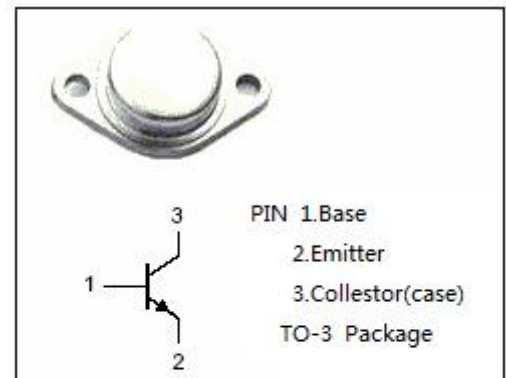 3
1
2
PIN 1.Base
2.Emitter
3.Collestor(case)
TO-3 Package